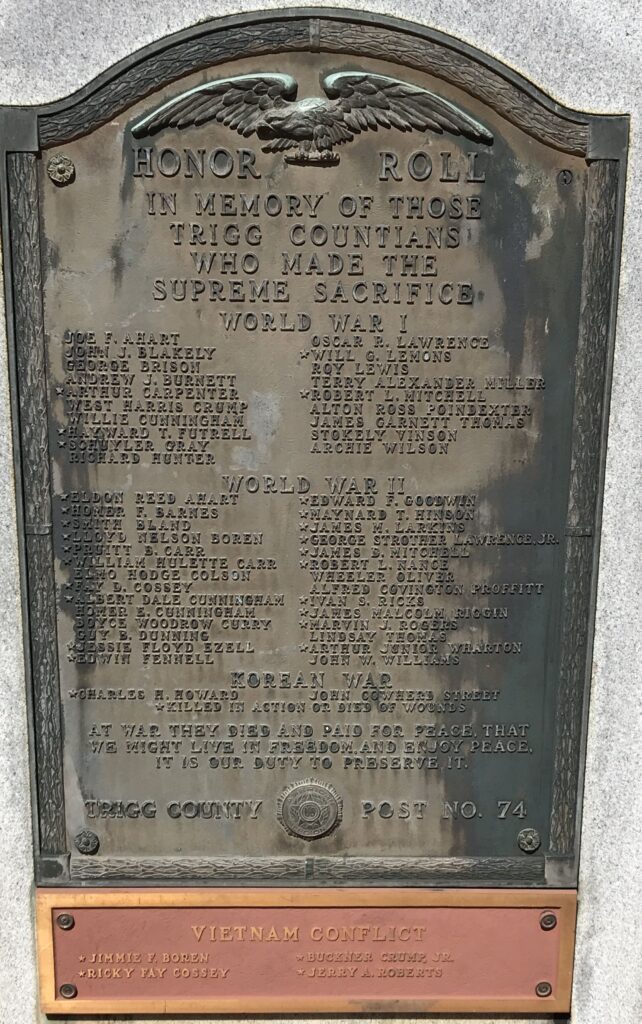 HONOR ROLL
IN MEMORY OF THOSE
TRIGG COUNTIANS
WHO MADE THE
SUPREME SACRIFICE
WORLD WAR I
JOE F. AHART
JOHN J. BLAKELY
GEORGE BRISON
ANDREW J. BURNETT
*ARTHUR CARPENTER
WEST HARRIS CRUMP
WILLIE CUNNINGHAM
*HAYWARD T. FUTRELL
*SCHUYLER GRAY
RICHARD HUNTER
OSCAR R. LAWRENCE
*WILL G. LEMONS
ROY LEWIS
TERRY ALEXANDER MILLER
*ROBERT L. MITCHELL
ALTON ROSS POINDEXTER
JAMES GARNETT THOMAS
STOKELY VINSON
ARCHIE WILSON
WORLD WAR II
*ELDON REED AHART
*HOMER F. BARNES
*SMITH BLAND
*LLOYD NELSON BOREN
*PRUITT B. CARR
*WILLIAM HULETTE CARR
ELMO HODGE COLSON
*FAY D. COSSEY
*ALBERT DALE CUNNINGHAM
HOMER E. CUNNINGHAM
BOYCE WOODROW CURRY
GUY B. DUNNING
*JESSIE FLOYD EZELL
*EDWIN FENNELL
*EDWARD F. GOODWIN
*MAYNARD T. HINSON
*JAMES M. LARKINS
*GEORGE STROTHER LAWRENCE, JR.
*JAMES D. MITCHELL
*ROBERT L. NANCE
WHEELER OLIVER
ALFRED COVINGTON PROFFITT
*IVAN S. RICKS
*JAMES MALCOLM RIGGIN
*MARVIN J. ROGERS
LINDSAY THOMAS
*ARTHUR JUNIOR WHARTON
JOHN W. WILLIAMS
KOREAN WAR
*CHARLES H. HOWARD JOHN COWHERD STREET
*KILLED IN ACTION OR DIED OF WOUNDS
AT WAR THEY DIED AND PAID FOR PEACE, THAT
WE MIGHT LIVE IN FREEDOM, AND ENJOY PEACE.
IT IS OUR DUTY TO PRESERVE IT.
TRIGG COUNTY POST NO. 74
VIETNAM CONFLICT
*JIMMIE F. BOREN
*RICKY FAY COSSEY
*BUCKNER CRUMP, JR.
*JERRY A. ROBERTS